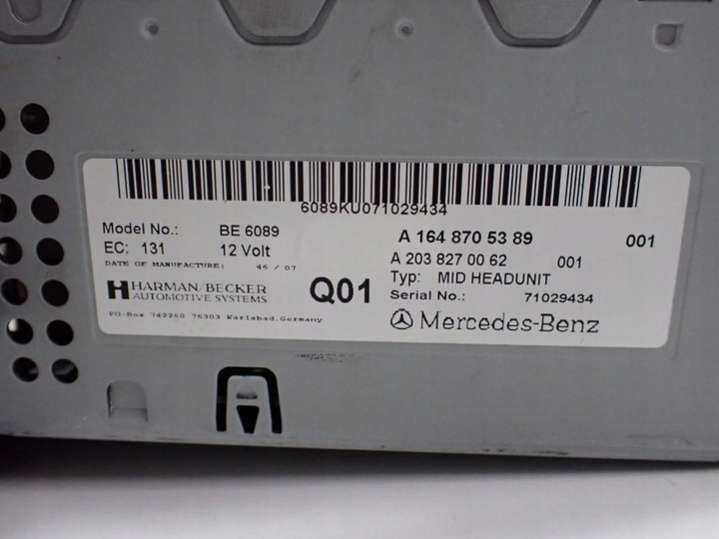 6089KU071029434
Model No.: BE 6089
EC: 131 12 Volt
DATE OF MANUFACTURE: 46 / 07
HARMAN/BECKER
AUTOMOTIVE SYSTEMS
PO-Box 742260 76303 Karlsbad,Germany
Q01
A 164 870 53 89 001
A 203 827 00 62 001
Typ: MID HEADUNIT
Serial No.: 71029434
Mercedes-Benz